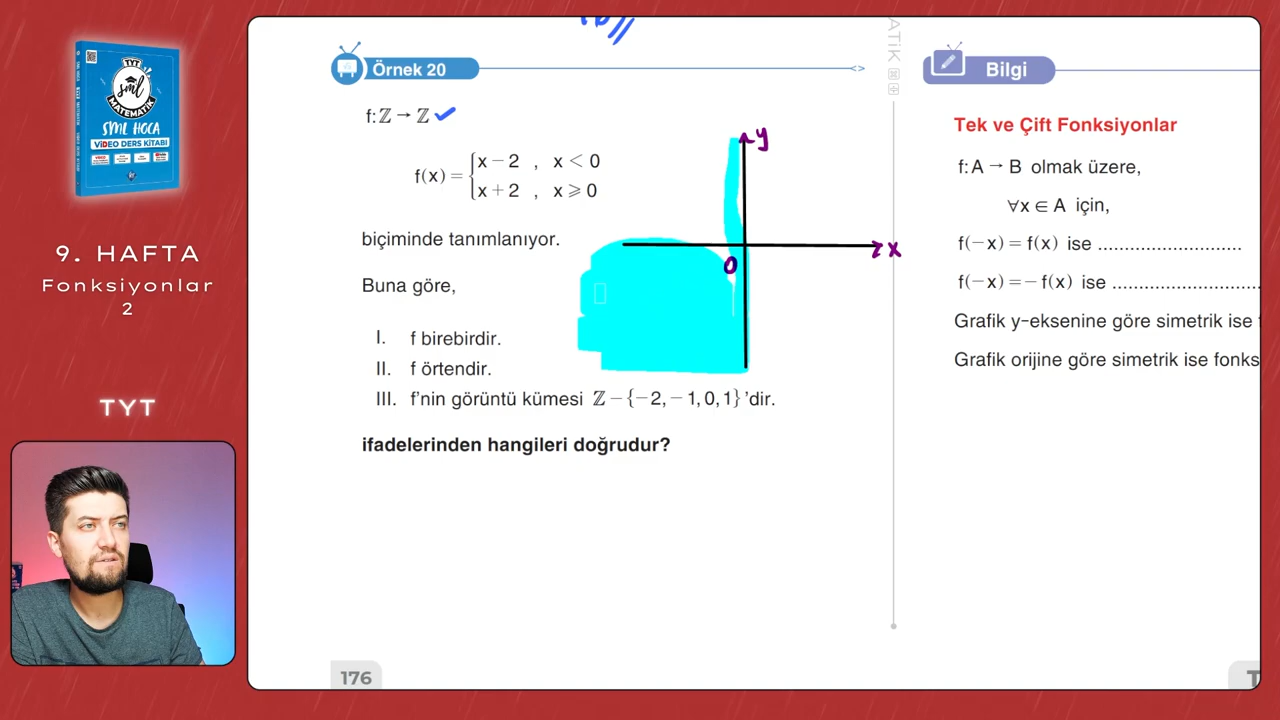 TYT
SML
MATEMATİK
SML HOCA
VİDEO DERS KİTABI
9. HAFTA
Fonksiyonlar
2
TYT
Örnek 20
f: ℤ → ℤ
f(x) = { x − 2 , x < 0
x + 2 , x ⩾ 0
biçiminde tanımlanıyor.
Buna göre,
I. f birebirdir.
II. f örtendir.
III. f'nin görüntü kümesi ℤ − {−2, −1, 0, 1} 'dir.
ifadelerinden hangileri doğrudur?
y
x
0
176
ATİK
Bilgi
Tek ve Çift Fonksiyonlar
f: A → B olmak üzere,
∀x ∈ A için,
f(−x) = f(x) ise ...........................
f(−x) = − f(x) ise ...........................
Grafik y-eksenine göre simetrik ise f
Grafik orijine göre simetrik ise fonks
T